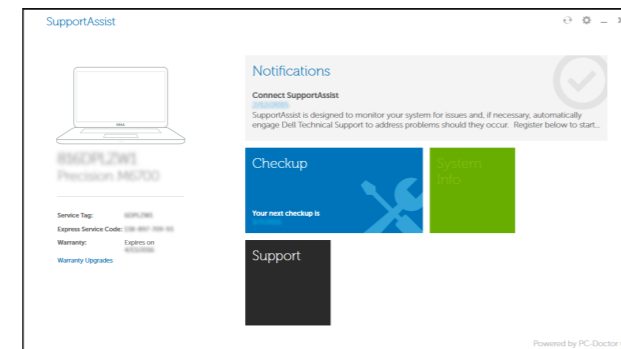 SupportAssist
Notifications
Connect SupportAssist
SupportAssist is designed to monitor your system for issues and, if necessary, automatically
engage Dell Technical Support to address problems should they occur. Register below to start...
DELL
Precision M6700
Checkup
System
Info
Your next checkup is
Service Tag:
Express Service Code:
Warranty: Expires on
Warranty Upgrades
Support
Powered by PC-Doctor